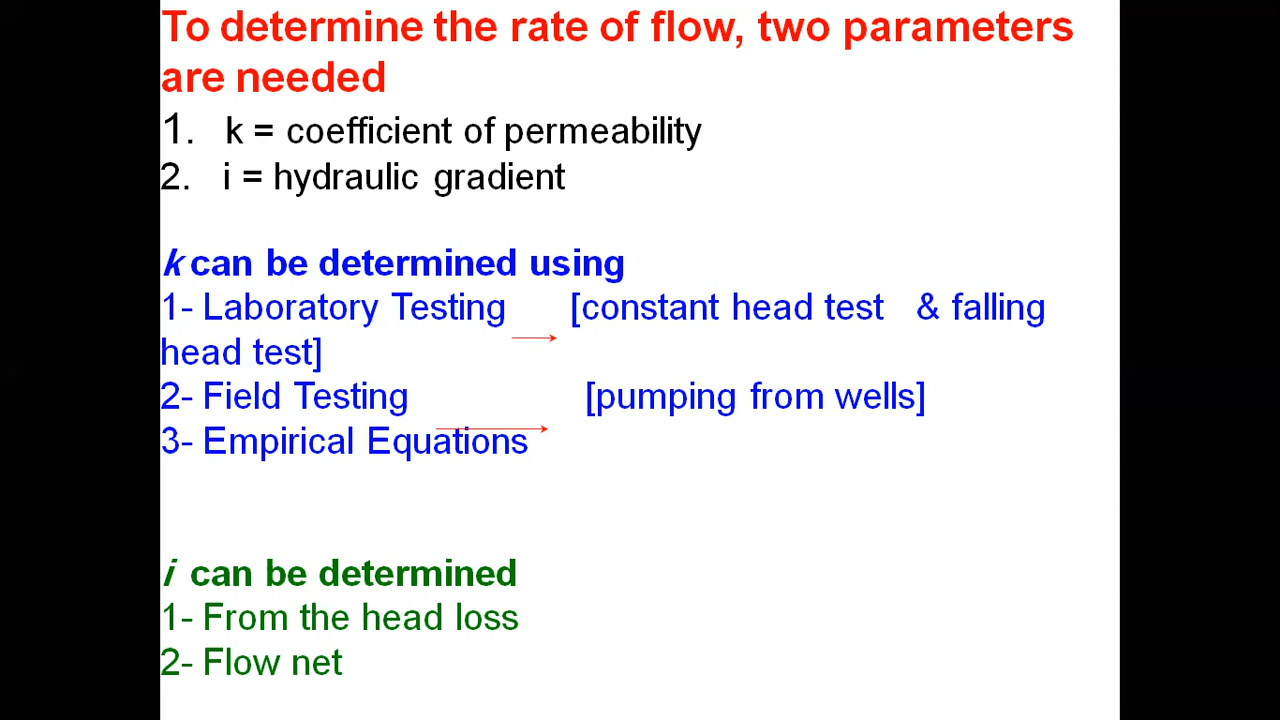 To determine the rate of flow, two parameters
are needed
1. k = coefficient of permeability
2. i = hydraulic gradient
k can be determined using
1- Laboratory Testing [constant head test & falling
head test]
2- Field Testing [pumping from wells]
3- Empirical Equations
i can be determined
1- From the head loss
2- Flow net